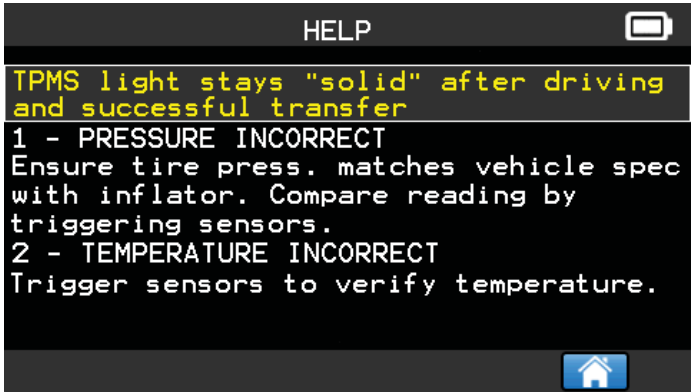 HELP
TPMS light stays "solid" after driving
and successful transfer
1 - PRESSURE INCORRECT
Ensure tire press. matches vehicle spec
with inflator. Compare reading by
triggering sensors.
2 - TEMPERATURE INCORRECT
Trigger sensors to verify temperature.